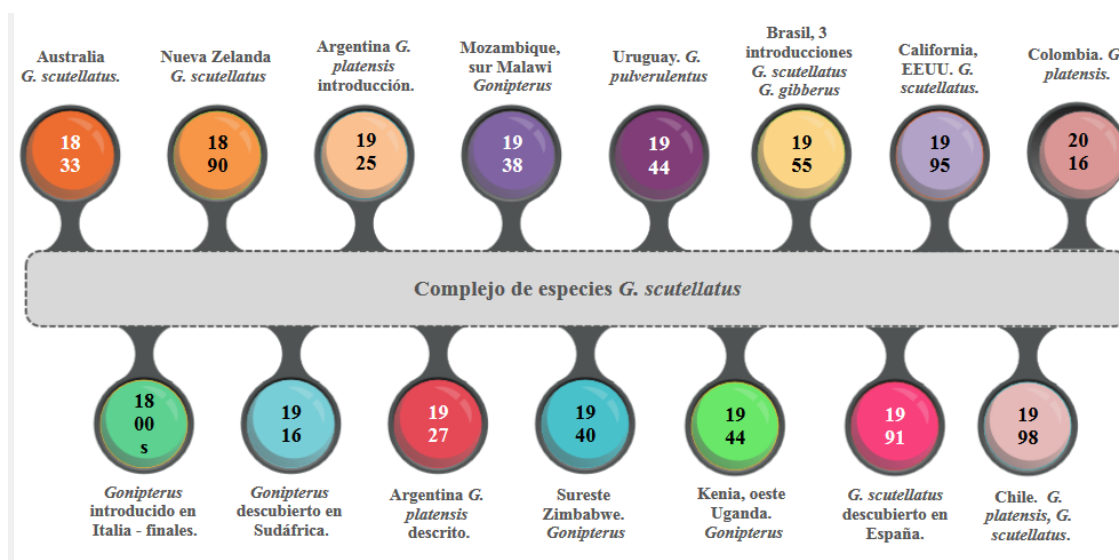 Australia
G. scutellatus.
18
33
Nueva Zelanda
G. scutellatus
18
90
Argentina G.
platensis
introducción.
19
25
Mozambique,
sur Malawi
Gonipterus
19
38
Uruguay. G.
pulverulentus
19
44
Brasil, 3
introducciones
G. scutellatus
G. gibberus
19
55
California,
EEUU. G.
scutellatus.
19
95
Colombia. G.
platensis.
20
16
Complejo de especies G. scutellatus
18
00
s
Gonipterus
introducido en
Italia - finales.
19
16
Gonipterus
descubierto en
Sudáfrica.
19
27
Argentina G.
platensis
descrito.
19
40
Sureste
Zimbabwe.
Gonipterus
19
44
Kenia, oeste
Uganda.
Gonipterus
19
91
G. scutellatus
descubierto en
España.
19
98
Chile. G.
platensis, G.
scutellatus.